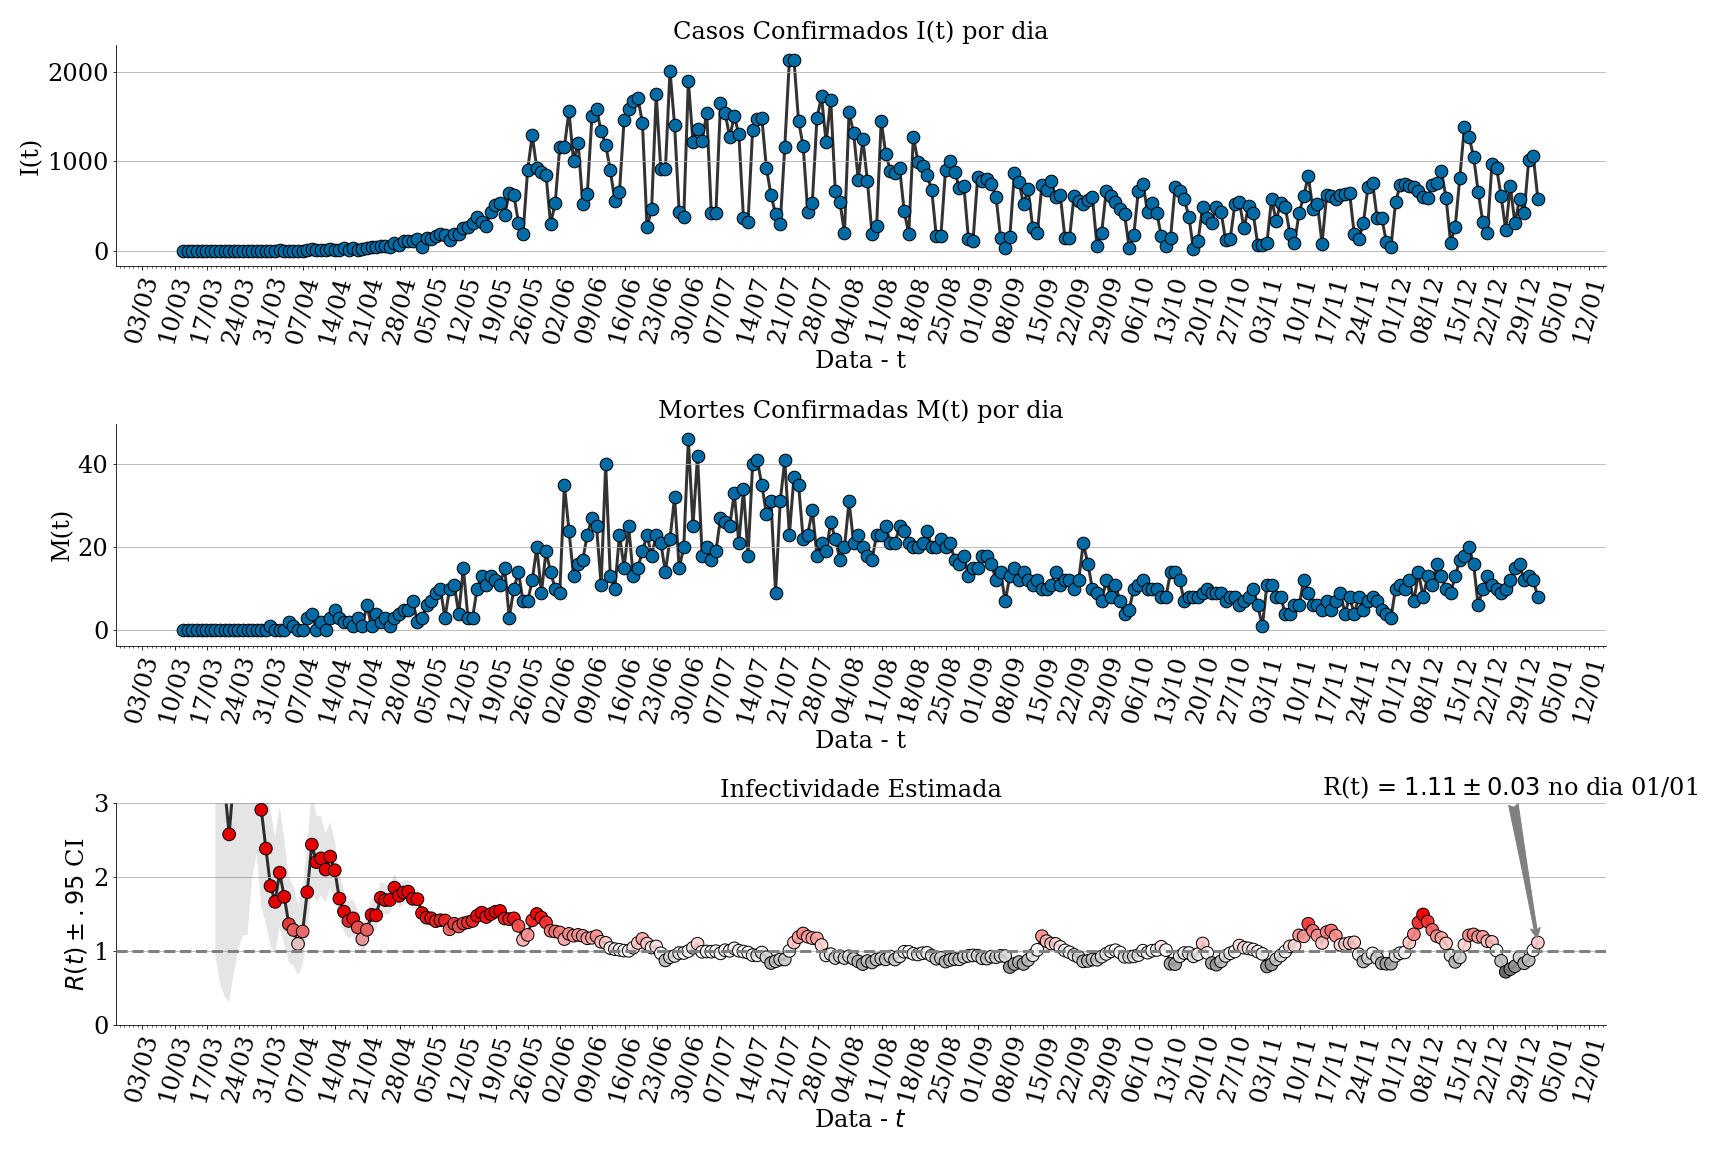 Casos Confirmados I(t) por dia
2000
1000
0
I(t)
03/03 10/03 17/03 24/03 31/03 07/04 14/04 21/04 28/04 05/05 12/05 19/05 26/05 02/06 09/06 16/06 23/06 30/06 07/07 14/07 21/07 28/07 04/08 11/08 18/08 25/08 01/09 08/09 15/09 22/09 29/09 06/10 13/10 20/10 27/10 03/11 10/11 17/11 24/11 01/12 08/12 15/12 22/12 29/12 05/01 12/01
Data - t
Mortes Confirmadas M(t) por dia
40
20
0
M(t)
03/03 10/03 17/03 24/03 31/03 07/04 14/04 21/04 28/04 05/05 12/05 19/05 26/05 02/06 09/06 16/06 23/06 30/06 07/07 14/07 21/07 28/07 04/08 11/08 18/08 25/08 01/09 08/09 15/09 22/09 29/09 06/10 13/10 20/10 27/10 03/11 10/11 17/11 24/11 01/12 08/12 15/12 22/12 29/12 05/01 12/01
Data - t
Infectividade Estimada
R(t) = 1.11 ± 0.03 no dia 01/01
3
2
1
0
R(t) ± .95 CI
03/03 10/03 17/03 24/03 31/03 07/04 14/04 21/04 28/04 05/05 12/05 19/05 26/05 02/06 09/06 16/06 23/06 30/06 07/07 14/07 21/07 28/07 04/08 11/08 18/08 25/08 01/09 08/09 15/09 22/09 29/09 06/10 13/10 20/10 27/10 03/11 10/11 17/11 24/11 01/12 08/12 15/12 22/12 29/12 05/01 12/01
Data - t